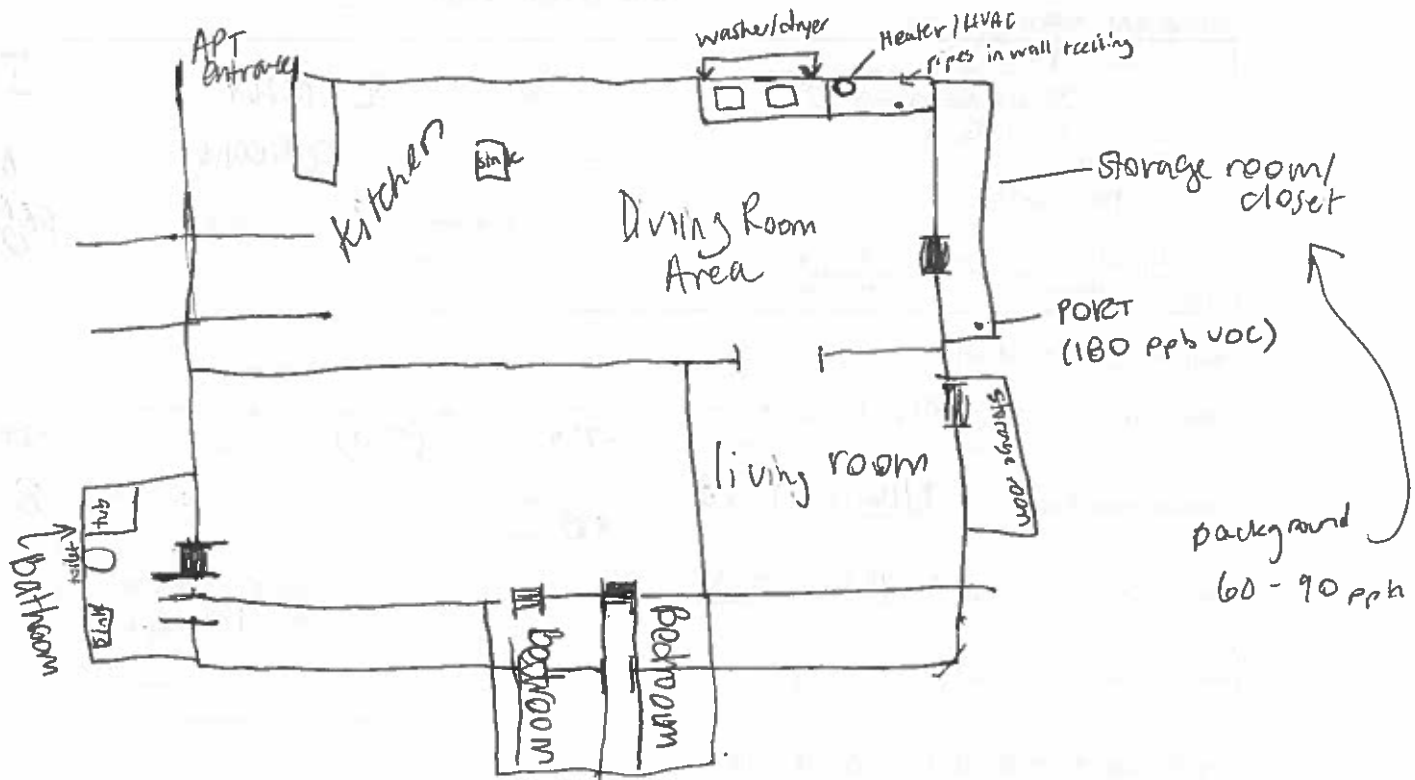 APT
Entrance
washer/dryer
Heater/HVAC
pipes in wall + ceiling
Kitchen
sink
Dining Room
Area
Storage room/
closet
PORT
(180 ppb VOC)
living room
storage room
background
60 - 90 ppb
bathroom
tub
toilet
sink
bedroom
bedroom